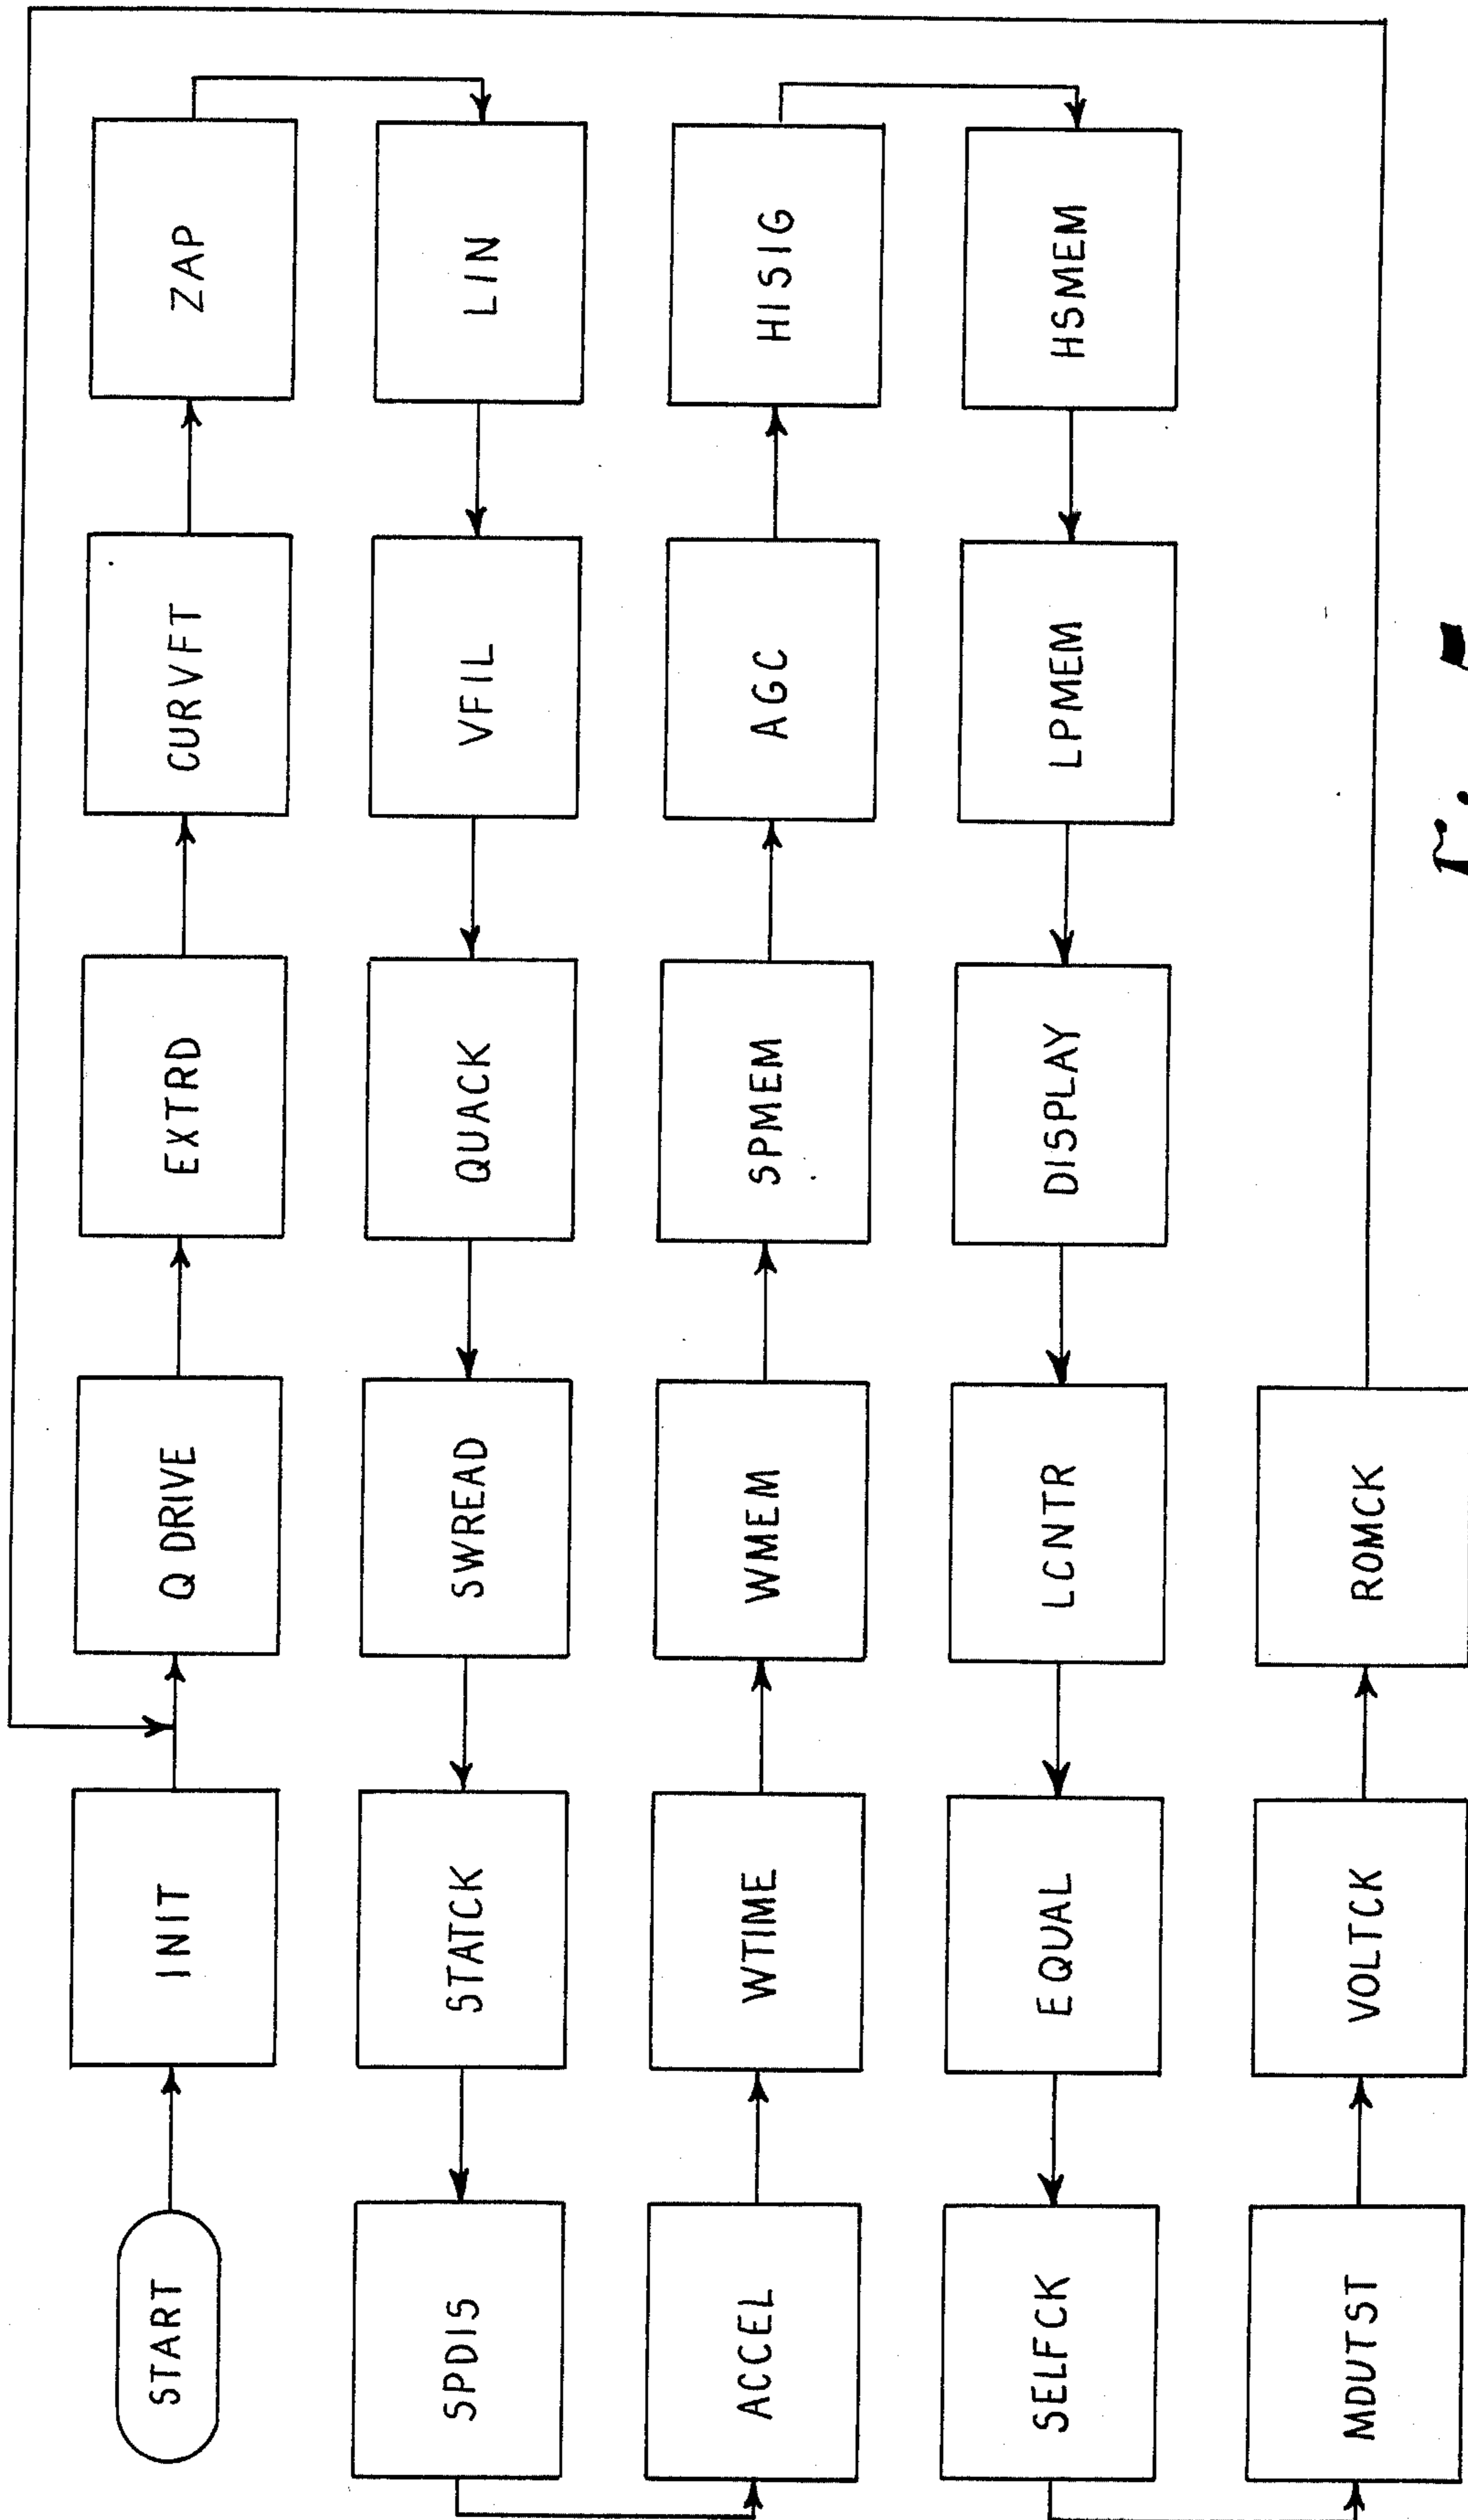 START
INIT
Q DRIVE
EXTRD
CURVFT
ZAP
LIN
VFIL
QUACK
SWREAD
STATCK
SPDIS
ACCEL
WTIME
WMEM
SPMEM
AGC
HISIG
HSMEM
LPMEM
DISPLAY
LCNTR
EQUAL
SELFCK
MDUTST
VOLTCK
ROMCK